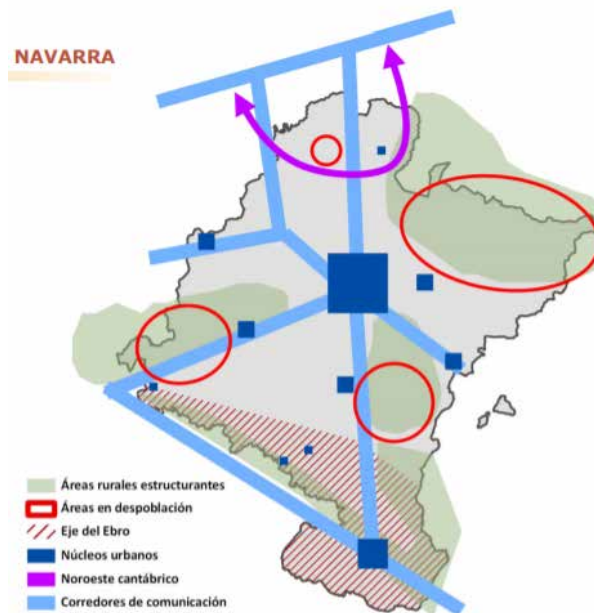 NAVARRA
Áreas rurales estructurantes
Áreas en despoblación
Eje del Ebro
Núcleos urbanos
Noroeste cantábrico
Corredores de comunicación